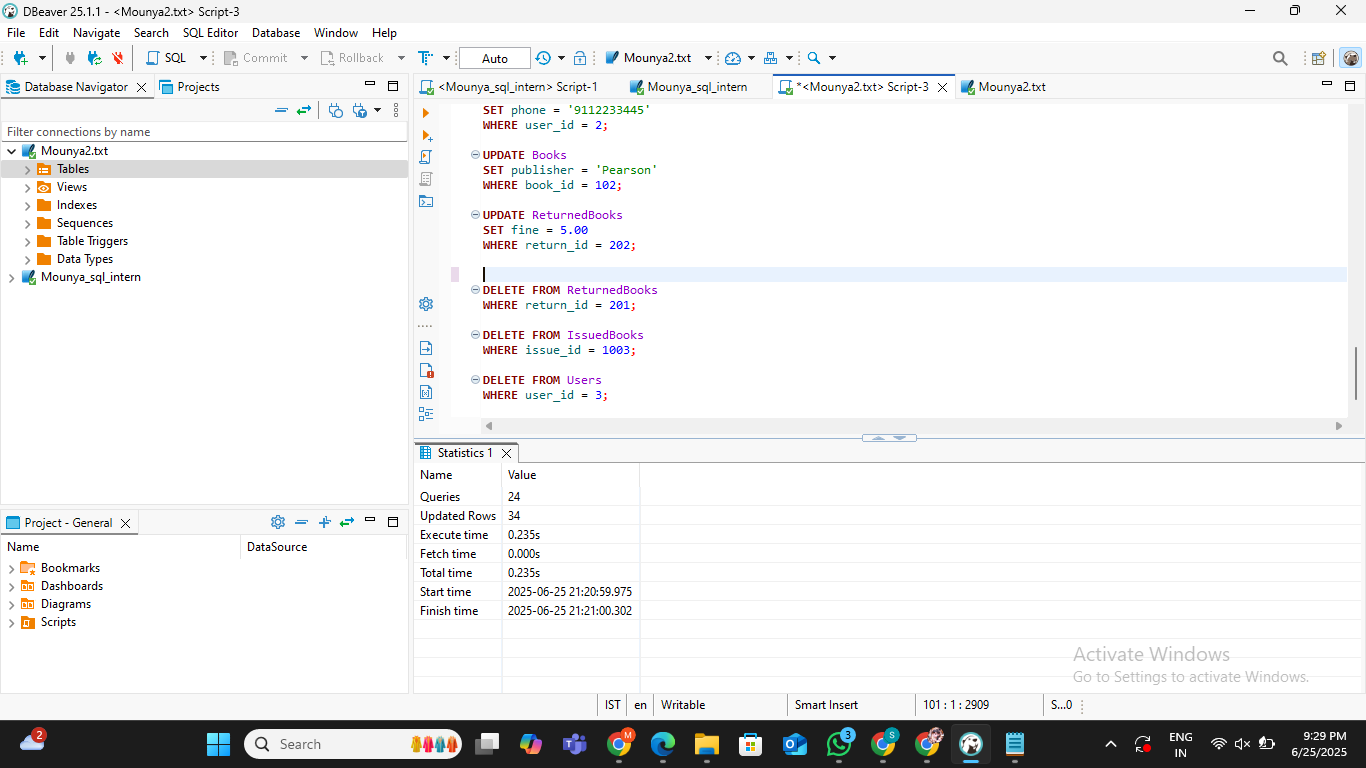 DBeaver 25.1.1 - <Mounya2.txt> Script-3
File Edit Navigate Search SQL Editor Database Window Help
SQL Commit Rollback Auto Mounya2.txt
Database Navigator Projects
Filter connections by name
Mounya2.txt
Tables
Views
Indexes
Sequences
Table Triggers
Data Types
Mounya_sql_intern
Project - General
Name DataSource
Bookmarks
Dashboards
Diagrams
Scripts
<Mounya_sql_intern> Script-1 Mounya_sql_intern *<Mounya2.txt> Script-3 Mounya2.txt
SET phone = '9112233445'
WHERE user_id = 2;
UPDATE Books
SET publisher = 'Pearson'
WHERE book_id = 102;
UPDATE ReturnedBooks
SET fine = 5.00
WHERE return_id = 202;
DELETE FROM ReturnedBooks
WHERE return_id = 201;
DELETE FROM IssuedBooks
WHERE issue_id = 1003;
DELETE FROM Users
WHERE user_id = 3;
Statistics 1
Name Value
Queries 24
Updated Rows 34
Execute time 0.235s
Fetch time 0.000s
Total time 0.235s
Start time 2025-06-25 21:20:59.975
Finish time 2025-06-25 21:21:00.302
Activate Windows
Go to Settings to activate Windows.
IST en Writable Smart Insert 101 : 1 : 2909 S...0
2 Search M 3 S ENG
IN
9:29 PM
6/25/2025